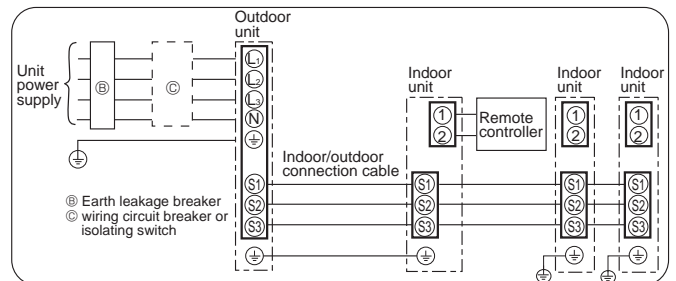 Outdoor
unit
Unit
power
supply
Ⓑ
Ⓒ
L1
L2
L3
N
Indoor
unit
1
2
Remote
controller
Indoor
unit
1
2
Indoor
unit
1
2
Indoor/outdoor
connection cable
S1
S2
S3
S1
S2
S3
S1
S2
S3
S1
S2
S3
Ⓑ Earth leakage breaker
Ⓒ wiring circuit breaker or
isolating switch